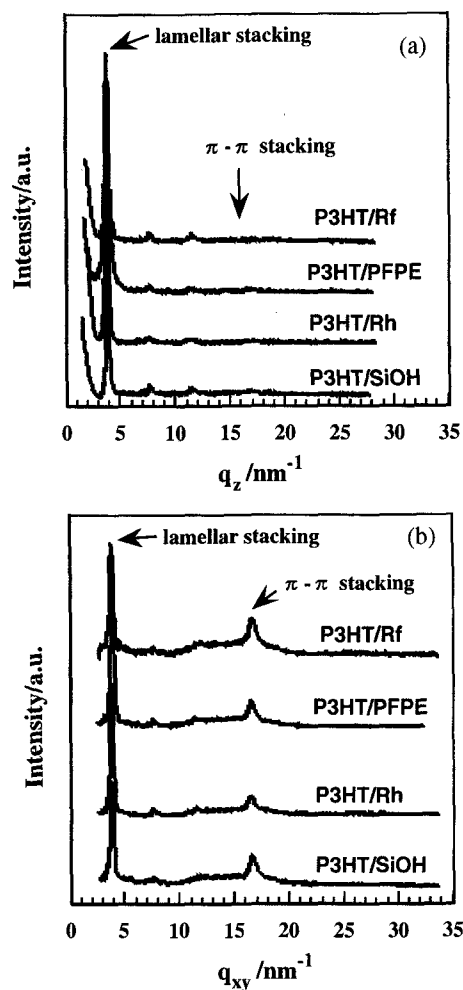 lamellar stacking
(a)
π - π stacking
P3HT/Rf
P3HT/PFPE
P3HT/Rh
P3HT/SiOH
Intensity/a.u.
0 5 10 15 20 25 30 35
q_z /nm⁻¹
lamellar stacking
(b)
π - π stacking
P3HT/Rf
P3HT/PFPE
P3HT/Rh
P3HT/SiOH
Intensity/a.u.
0 5 10 15 20 25 30 35
q_xy /nm⁻¹